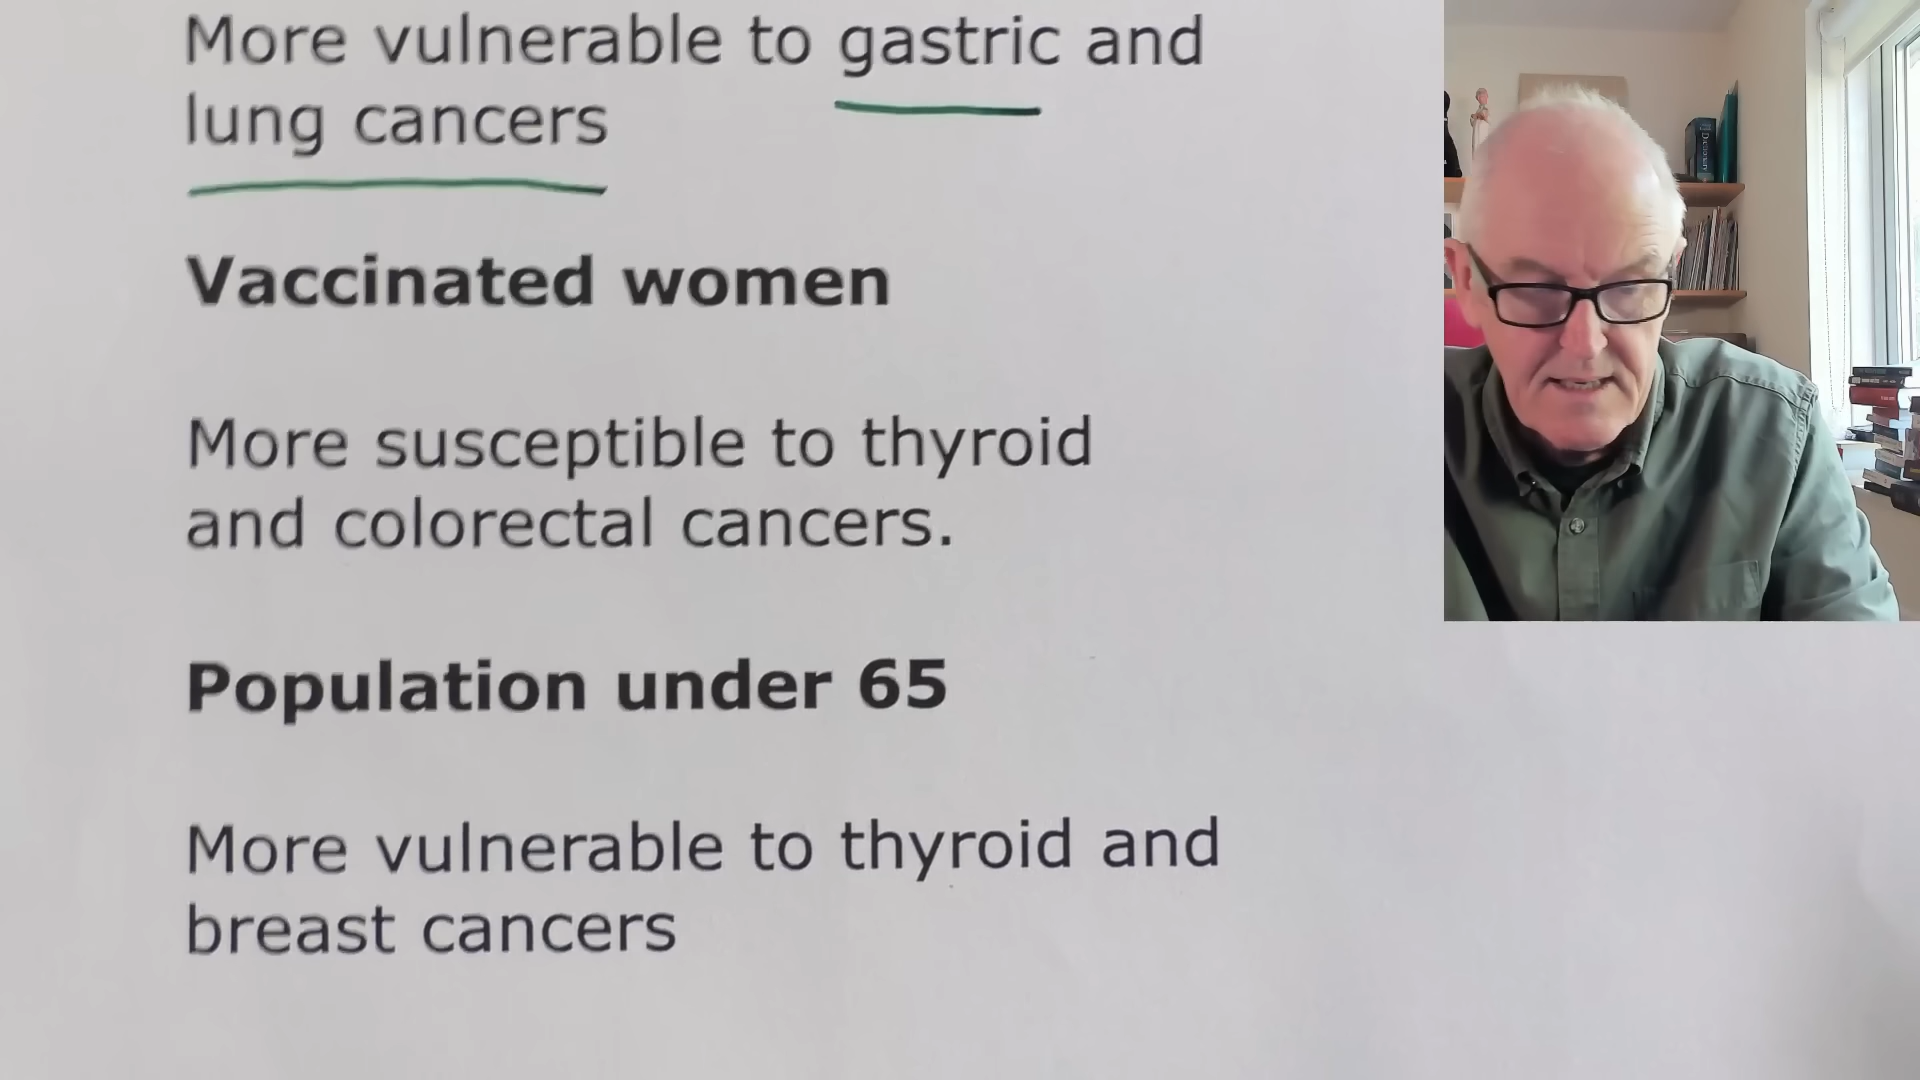 More vulnerable to gastric and
lung cancers
Vaccinated women
More susceptible to thyroid
and colorectal cancers.
Population under 65
More vulnerable to thyroid and
breast cancers